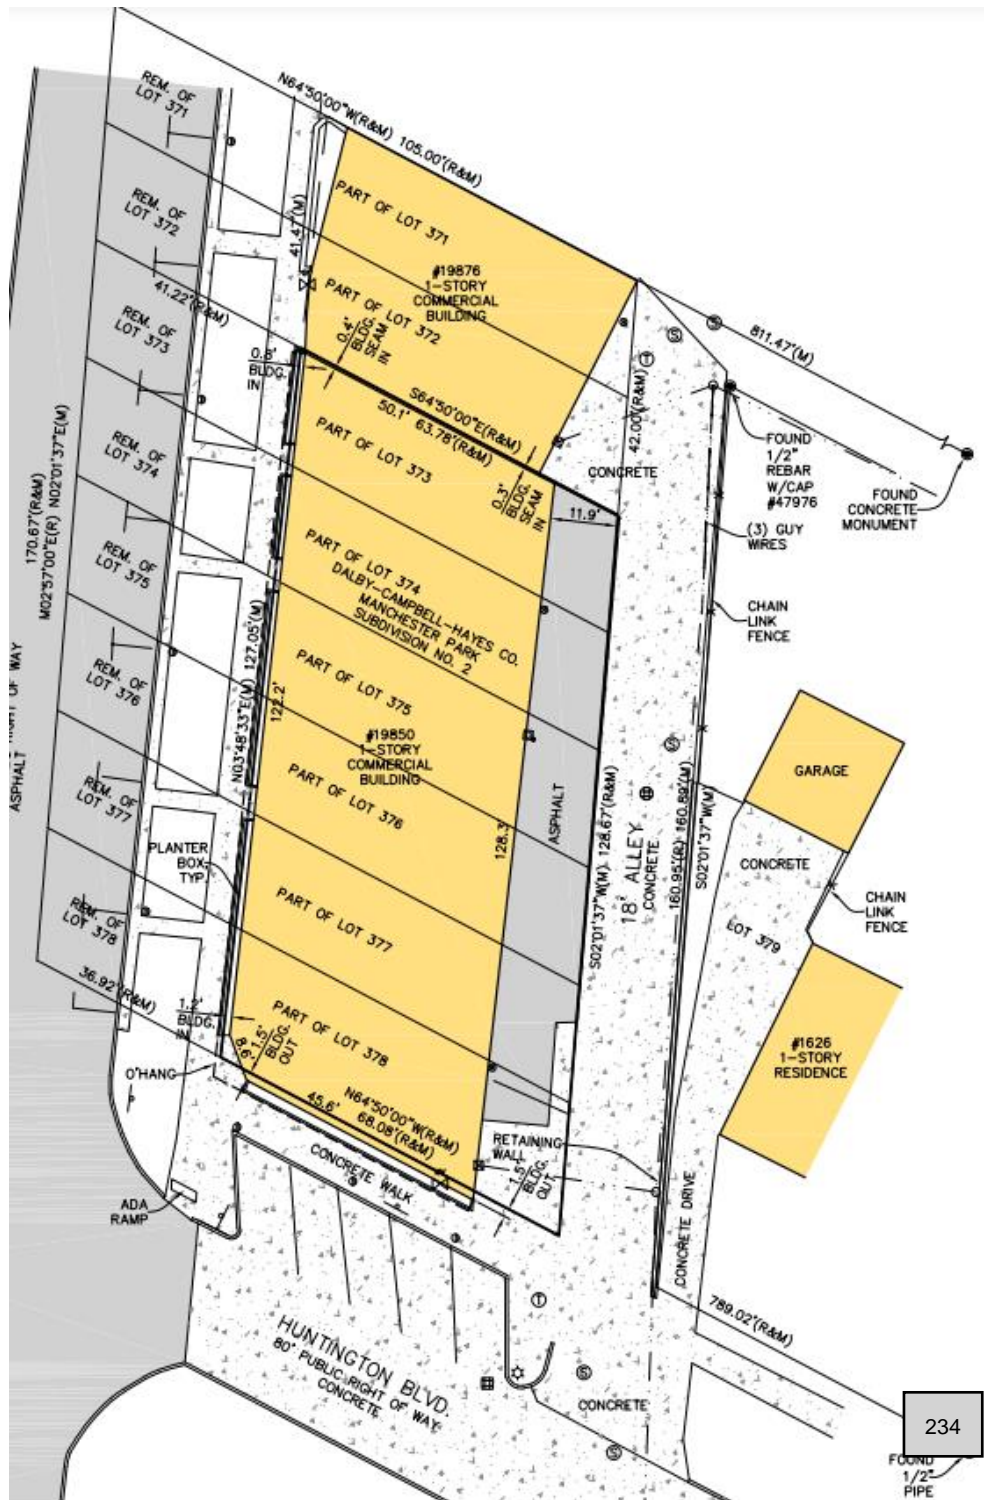 REM. OF
LOT 371
N64°50'00"W(R&M) 105.00'(R&M)
REM. OF
LOT 372
41.47'(M)
PART OF LOT 371
#19876
1-STORY
COMMERCIAL
BUILDING
PART OF LOT 372
41.22'(R&M)
REM. OF
LOT 373
0.4'
BLDG.
SEAM
IN
BLDG.
IN
811.47'(M)
S64°50'00"E(R&M)
50.1' 63.78'(R&M)
42.00'(R&M)
PART OF LOT 373
CONCRETE
FOUND
1/2"
REBAR
W/CAP
#47976
FOUND
CONCRETE
MONUMENT
REM. OF
LOT 374
0.3'
BLDG.
SEAM
IN
11.9'
(3) GUY
WIRES
170.67'(R&M)
M02°57'00"E(R) N02°01'37"E(M)
REM. OF
LOT 375
PART OF LOT 374
DALBY-CAMPBELL-HAYES CO.
MANCHESTER PARK
SUBDIVISION NO. 2
CHAIN
LINK
FENCE
REM. OF
LOT 376
N03°48'33"E(M) 127.05'(M)
122.2'
PART OF LOT 375
#19850
1-STORY
COMMERCIAL
BUILDING
OF WAY
ASPHALT
REM. OF
LOT 377
PART OF LOT 376
128.3'
ASPHALT
S02°01'37"W(M) 128.67'(R&M)
18' ALLEY
CONCRETE
160.95'(R) 160.89'(M)
S02°01'37"W(M)
GARAGE
PLANTER
BOX
TYP.
CONCRETE
CHAIN
LINK
FENCE
REM. OF
LOT 378
PART OF LOT 377
LOT 379
36.92'(R&M)
1.2'
BLDG.
IN
PART OF LOT 378
8.6'
1.5'
BLDG.
OUT
#1626
1-STORY
RESIDENCE
O'HANG
45.6'
N64°50'00"W(R&M)
68.08'(R&M)
RETAINING
WALL
1.5'
BLDG.
OUT
CONCRETE WALK
ADA
RAMP
CONCRETE DRIVE
T
S
789.02'(R&M)
HUNTINGTON BLVD.
80' PUBLIC RIGHT OF WAY
CONCRETE
CONCRETE
234
FOUND
1/2"
PIPE